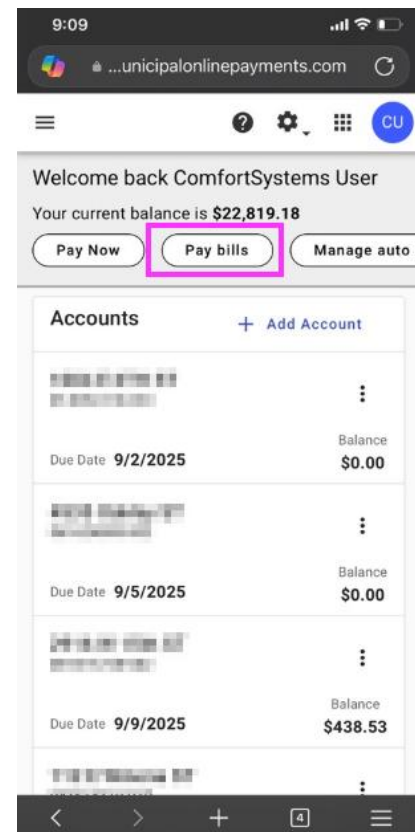 9:09
...unicipalonlinepayments.com
CU
Welcome back ComfortSystems User
Your current balance is $22,819.18
Pay Now Pay bills Manage auto
Accounts + Add Account
Balance
Due Date 9/2/2025 $0.00
Balance
Due Date 9/5/2025 $0.00
Balance
Due Date 9/9/2025 $438.53
4